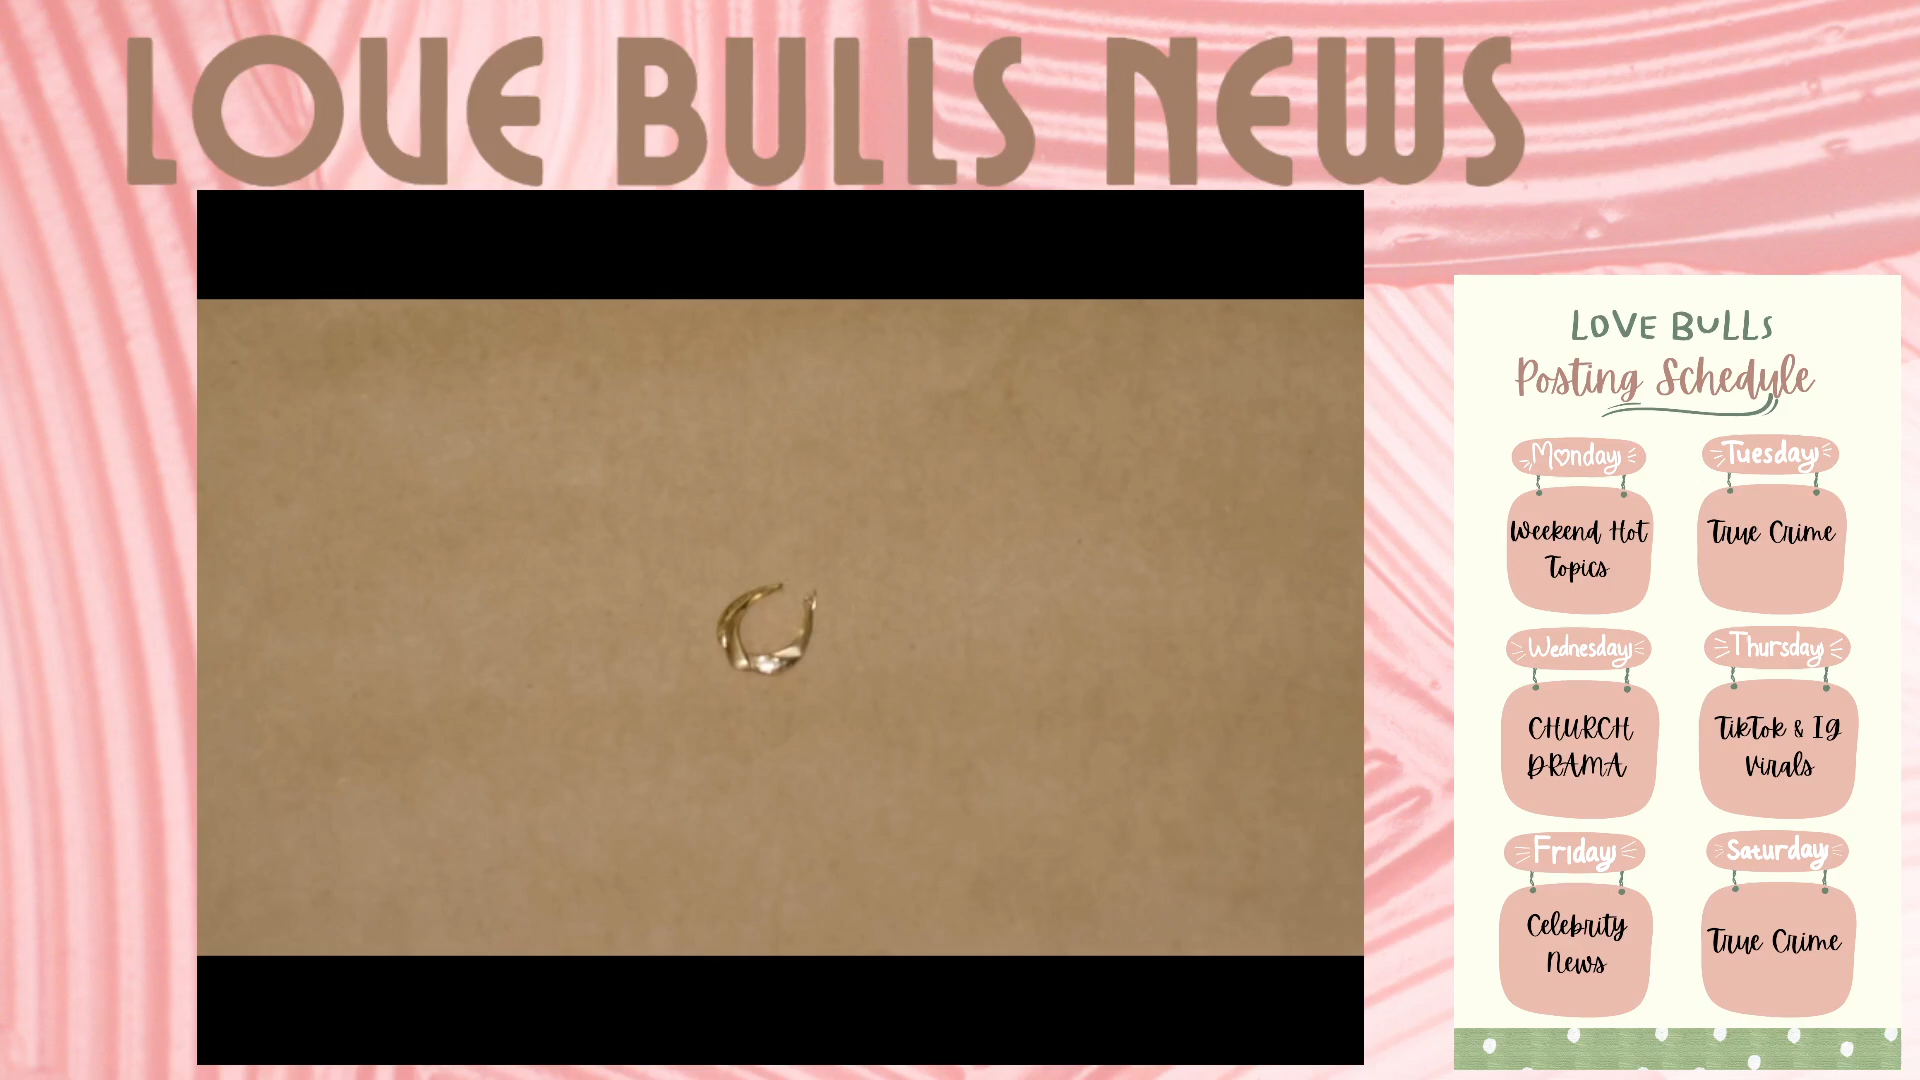 LOVE BULLS NEWS
LOVE BULLS
Posting Schedule
Monday
Tuesday
Weekend Hot
Topics
True Crime
Wednesday
Thursday
CHURCH
DRAMA
TikTok & IG
Virals
Friday
Saturday
Celebrity
News
True Crime